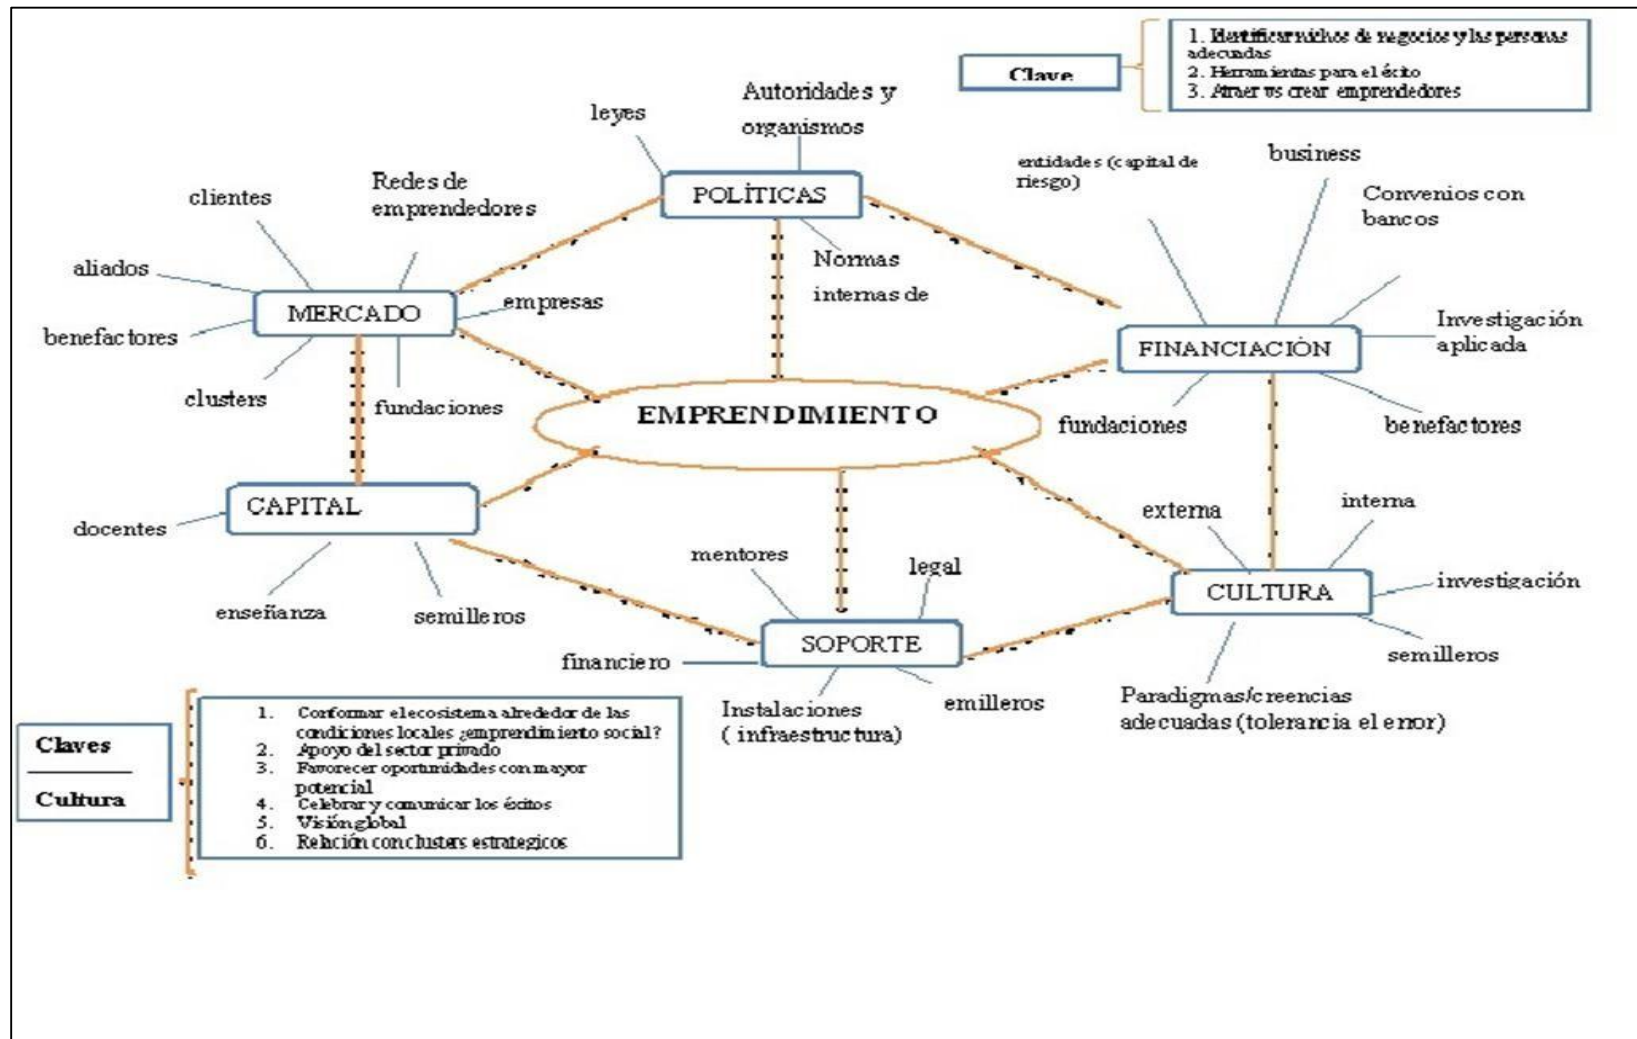 1. Identificar nichos de negocios y las personas
adecuadas
2. Herramientas para el éxito
3. Atraer vs crear emprendedores
Clave
leyes
Autoridades y
organismos
POLÍTICAS
Normas
internas de
clientes
Redes de
emprendedores
aliados
MERCADO
empresas
benefactores
clusters
fundaciones
entidades (capital de
riesgo)
business
Convenios con
bancos
FINANCIACIÓN
Investigación
aplicada
fundaciones
benefactores
EMPRENDIMIENTO
CAPITAL
docentes
enseñanza
semilleros
mentores
legal
SOPORTE
financiero
Instalaciones
( infraestructura)
emilleros
externa
interna
CULTURA
investigación
semilleros
Paradigmas/creencias
adecuadas (tolerancia el error)
Claves
Cultura
1. Conformar el ecosistema alrededor de las
condiciones locales ¿emprendimiento social?
2. Apoyo del sector privado
3. Favorecer oportunidades con mayor
potencial
4. Celebrar y comunicar los éxitos
5. Visión global
6. Relación con clusters estrategicos